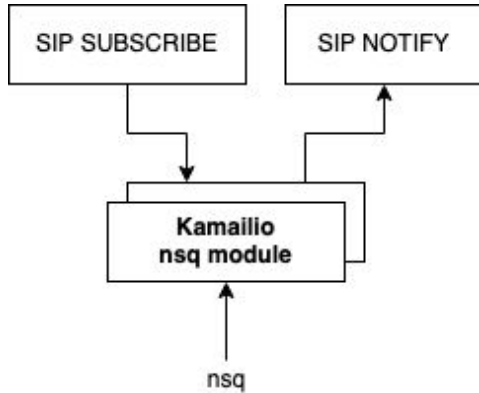 SIP SUBSCRIBE
SIP NOTIFY
Kamailio
nsq module
nsq